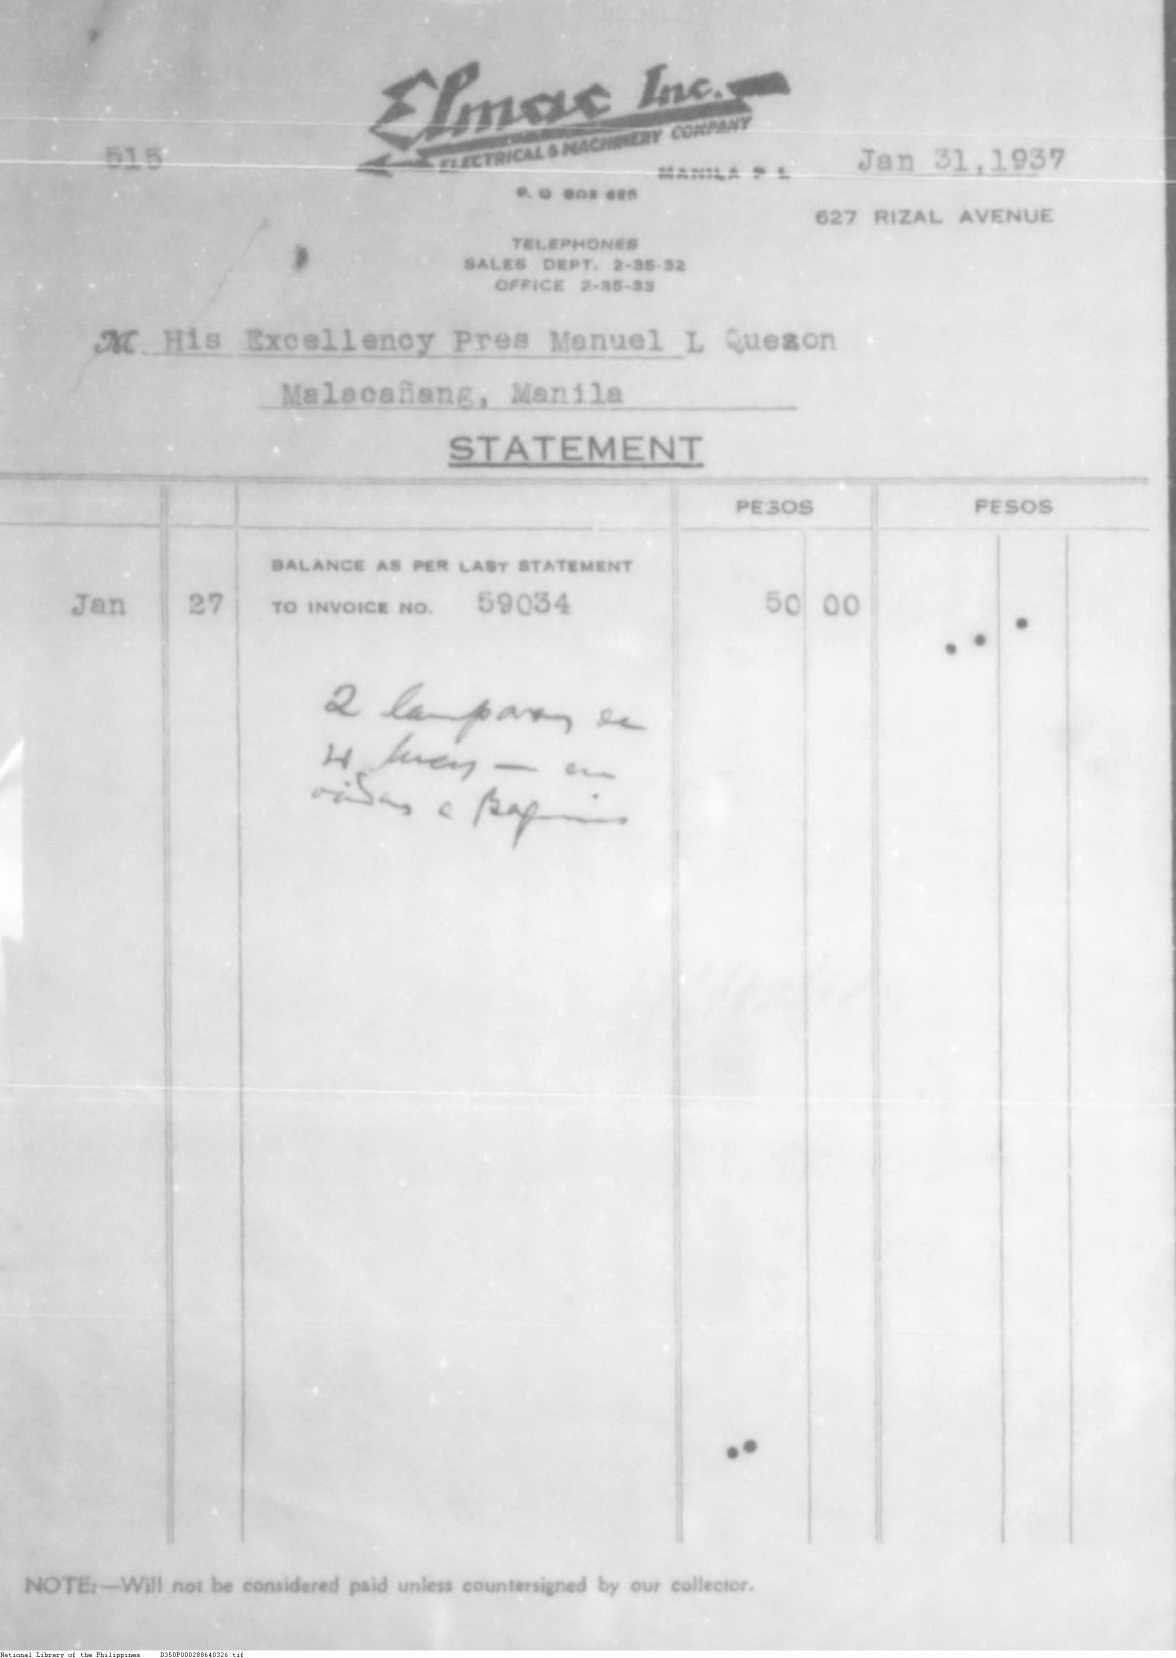 Elmac Inc.
ELECTRICAL & MACHINERY COMPANY
515
MANILA P I
Jan 31,1937
P. O BOX 625
627 RIZAL AVENUE
TELEPHONES
SALES DEPT. 2-35-32
OFFICE 2-35-33
M His Excellency Pres Manuel L Quezon
Malacañang, Manila
STATEMENT
PESOS PESOS
BALANCE AS PER LAST STATEMENT
Jan 27 TO INVOICE NO. 59034 50 00
2 lamparas de
4 luces — en
a Baguio
NOTE:—Will not be considered paid unless countersigned by our collector.
National Library of the Philippines D350P000288640326.tif